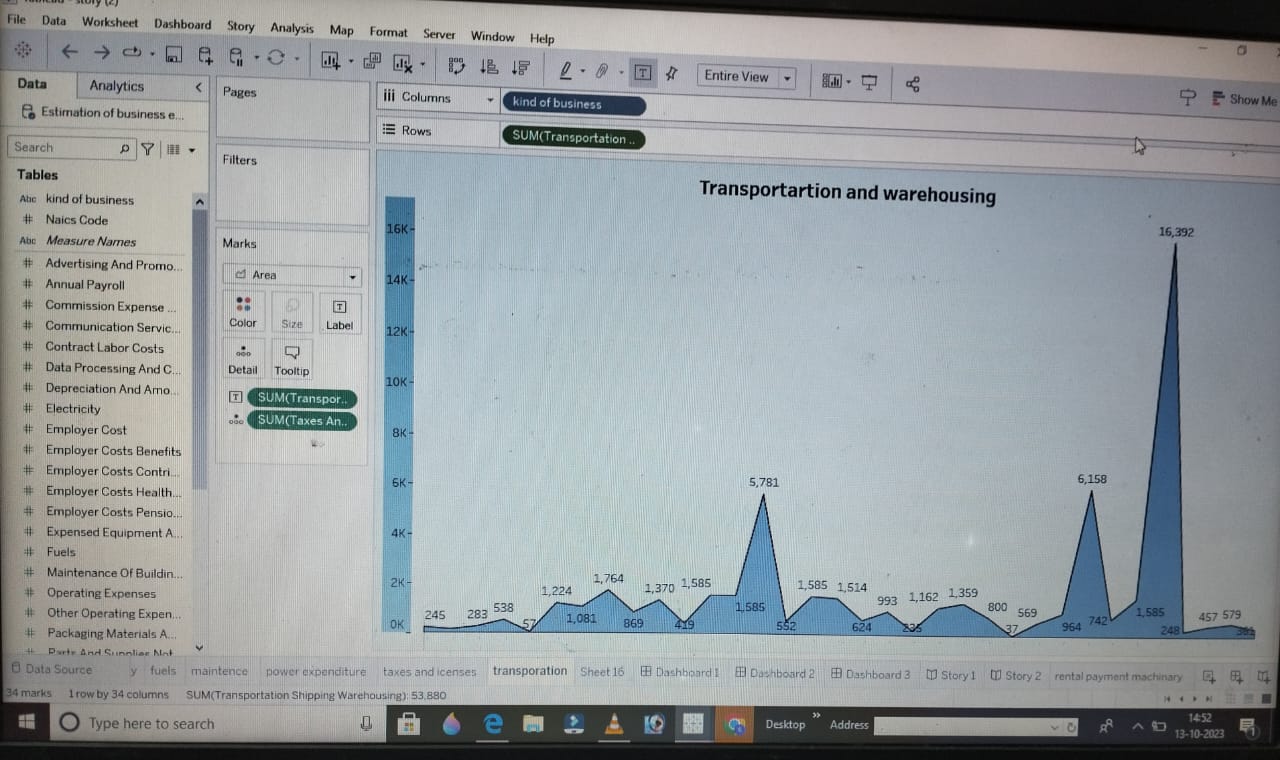 File Data Worksheet Dashboard Story Analysis Map Format Server Window Help
Entire View
Show Me
Data Analytics
Estimation of business e...
Search
Tables
Abc kind of business
# Naics Code
Abc Measure Names
# Advertising And Promo...
# Annual Payroll
# Commission Expense ...
# Communication Servic...
# Contract Labor Costs
# Data Processing And C...
# Depreciation And Amo...
# Electricity
# Employer Cost
# Employer Costs Benefits
# Employer Costs Contri...
# Employer Costs Health...
# Employer Costs Pensio...
# Expensed Equipment A...
# Fuels
# Maintenance Of Buildin...
# Operating Expenses
# Other Operating Expen...
# Packaging Materials A...
# Parts And Supplies Not
Pages
Filters
Marks
Area
Color Size Label
Detail Tooltip
SUM(Transpor..
SUM(Taxes An..
Columns kind of business
Rows SUM(Transportation ..
Transportartion and warehousing
16K
14K
12K
10K
8K
6K
4K
2K
0K
16,392
5,781
6,158
245 283 538 57 1,224 1,081 1,764 869 1,370 419 1,585 1,585 552 1,585 1,514 624 993 235 1,162 1,359 800 37 569 964 742 1,585 248 457 579
Data Source y fuels maintence power expenditure taxes and icenses transporation Sheet 16 Dashboard 1 Dashboard 2 Dashboard 3 Story 1 Story 2 rental payment machinary
34 marks 1 row by 34 columns SUM(Transportation Shipping Warehousing): 53,880
Type here to search
Desktop
Address
14:52
13-10-2023